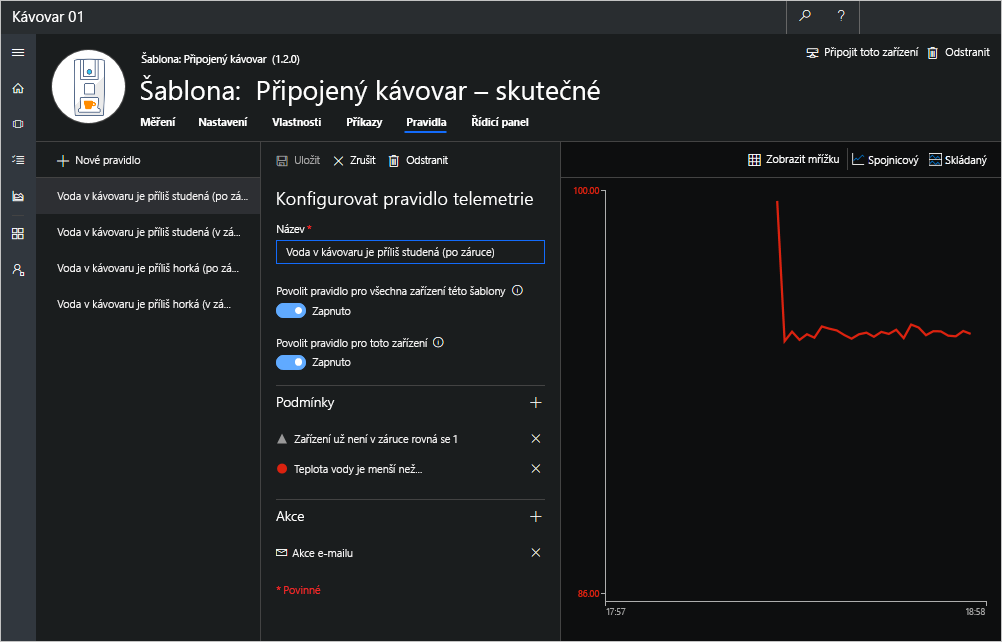 Kávovar 01
?
Šablona: Připojený kávovar (1.2.0)
Připojit toto zařízení
Odstranit
Šablona: Připojený kávovar – skutečné
Měření Nastavení Vlastnosti Příkazy Pravidla Řídicí panel
Nové pravidlo
Voda v kávovaru je příliš studená (po zá...
Voda v kávovaru je příliš studená (v zá...
Voda v kávovaru je příliš horká (po zá...
Voda v kávovaru je příliš horká (v zá...
Uložit Zrušit Odstranit
Konfigurovat pravidlo telemetrie
Název *
Voda v kávovaru je příliš studená (po záruce)
Povolit pravidlo pro všechna zařízení této šablony
Zapnuto
Povolit pravidlo pro toto zařízení
Zapnuto
Podmínky
Zařízení už není v záruce rovná se 1
Teplota vody je menší než...
Akce
Akce e-mailu
* Povinné
Zobrazit mřížku Spojnicový Skládaný
100.00
86.00
17:57 18:58